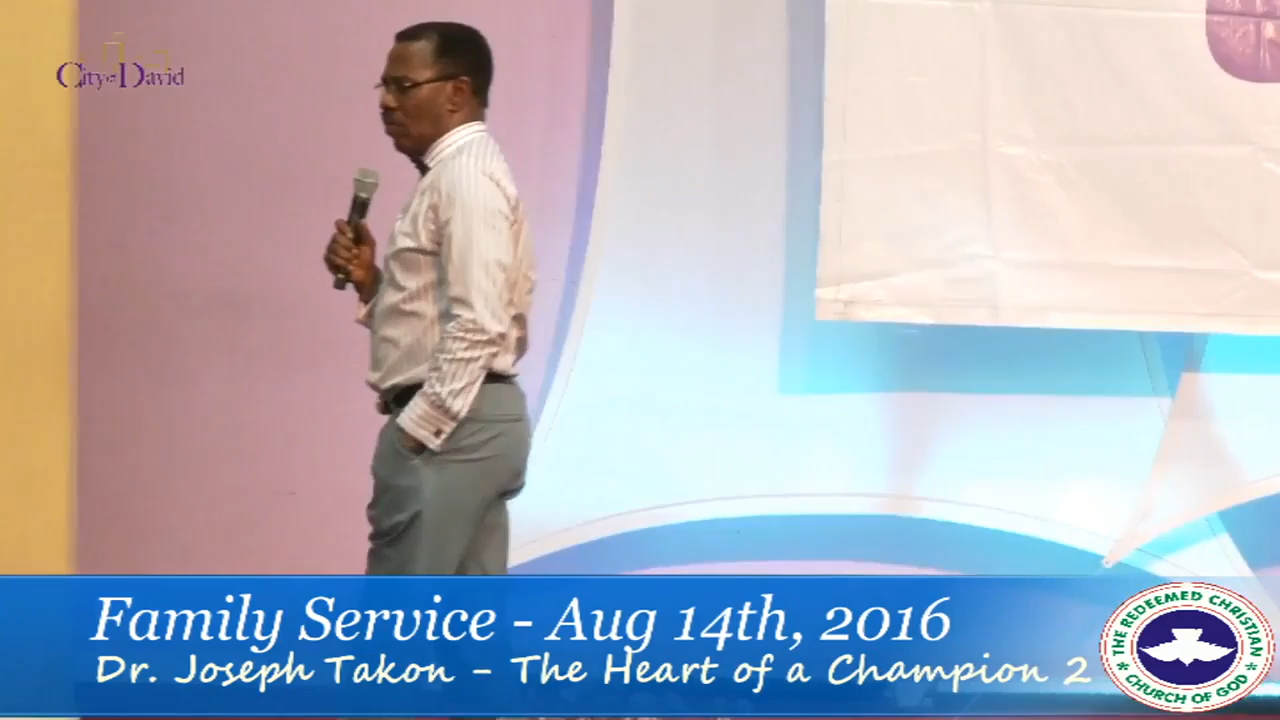 City of David
Family Service - Aug 14th, 2016
Dr. Joseph Takon - The Heart of a Champion 2
THE REDEEMED CHRISTIAN
CHURCH OF GOD